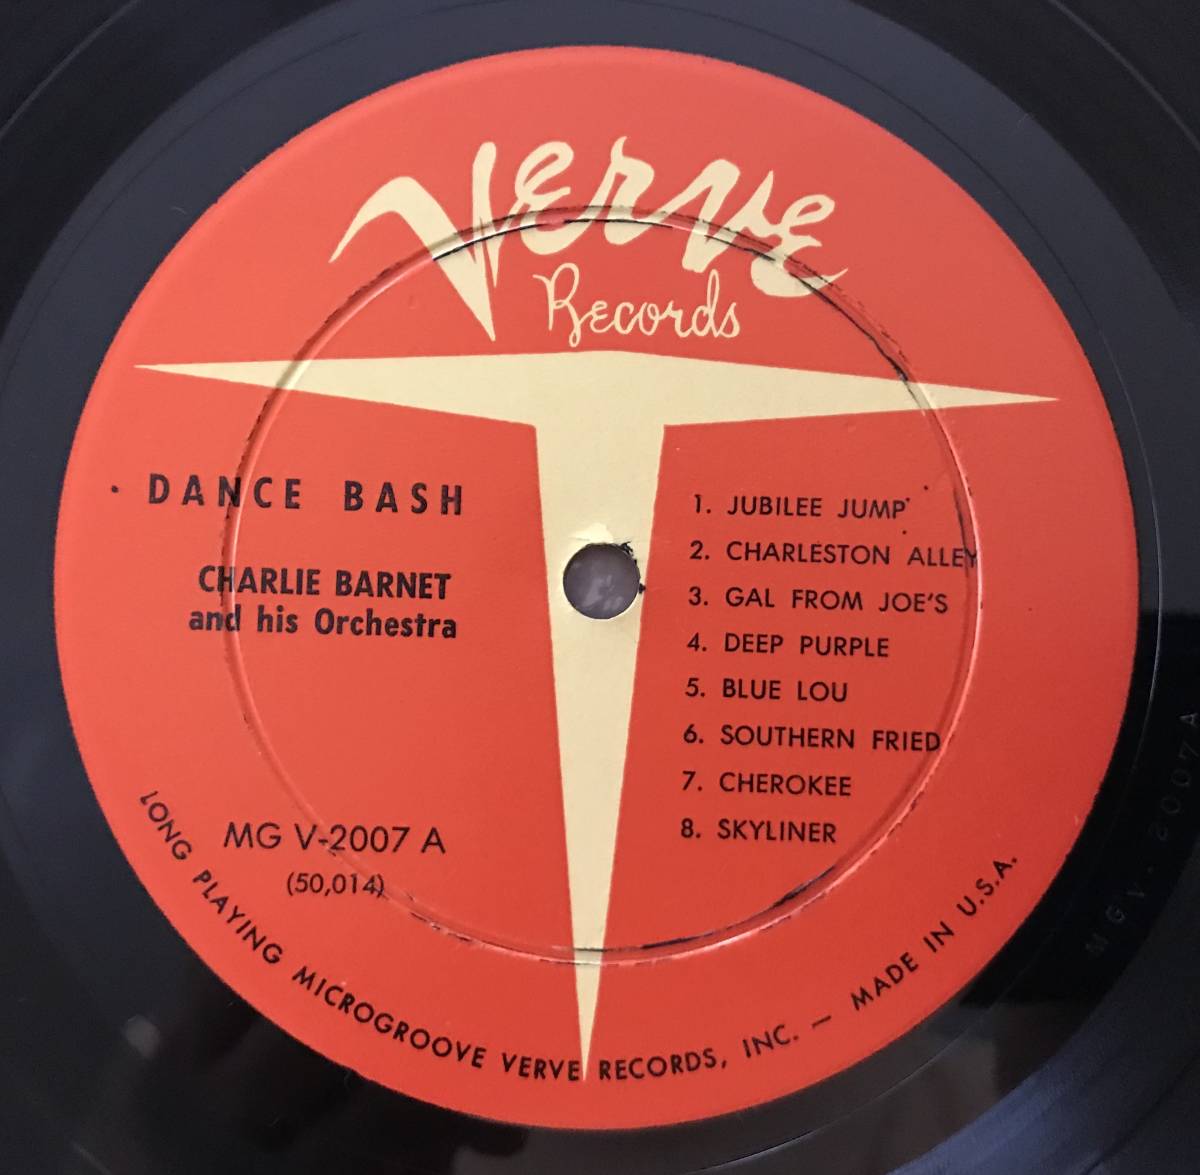 Verve
Records
DANCE BASH
CHARLIE BARNET
and his Orchestra
1. JUBILEE JUMP
2. CHARLESTON ALLEY
3. GAL FROM JOE'S
4. DEEP PURPLE
5. BLUE LOU
6. SOUTHERN FRIED
7. CHEROKEE
8. SKYLINER
MG V-2007 A
(50,014)
LONG PLAYING MICROGROOVE VERVE RECORDS, INC. — MADE IN U.S.A.
MGV-2007A